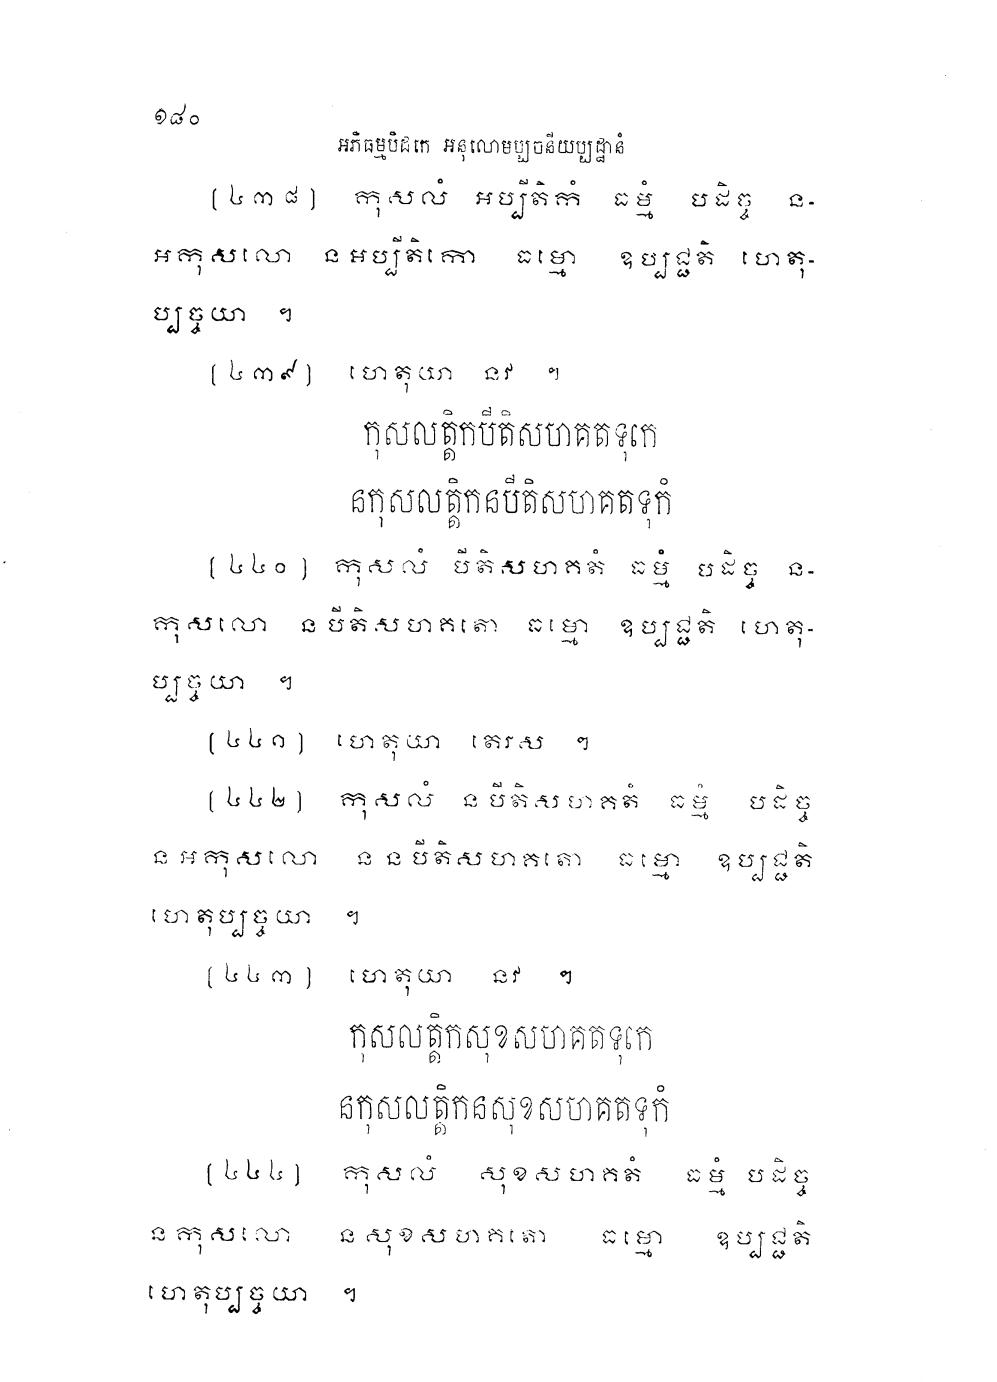 ១៨០
អភិធម្មបិដកេ អនុលោមប្បច្ចនីយប្បដ្ឋានំ
[៤៣៨] កុសលំ អប្បីតិកំ ធម្មំ បដិច្ច ន-
អកុសលោ នអប្បីតិកោ ធម្មោ ឧប្បជ្ជតិ ហេតុ-
ប្បច្ចយា ។
[៤៣៩] ហេតុយា នវ ។
កុសលត្តិកបីតិសហគតទុកេ
នកុសលត្តិកនបីតិសហគតទុកំ
[៤៤០] កុសលំ បីតិសហគតំ ធម្មំ បដិច្ច ន-
កុសលោ នបីតិសហគតោ ធម្មោ ឧប្បជ្ជតិ ហេតុ-
ប្បច្ចយា ។
[៤៤១] ហេតុយា តេរស ។
[៤៤២] កុសលំ នបីតិសហគតំ ធម្មំ បដិច្ច
នអកុសលោ ននបីតិសហគតោ ធម្មោ ឧប្បជ្ជតិ
ហេតុប្បច្ចយា ។
[៤៤៣] ហេតុយា នវ ។
កុសលត្តិកសុខសហគតទុកេ
នកុសលត្តិកនសុខសហគតទុកំ
[៤៤៤] កុសលំ សុខសហគតំ ធម្មំ បដិច្ច
នកុសលោ នសុខសហគតោ ធម្មោ ឧប្បជ្ជតិ
ហេតុប្បច្ចយា ។